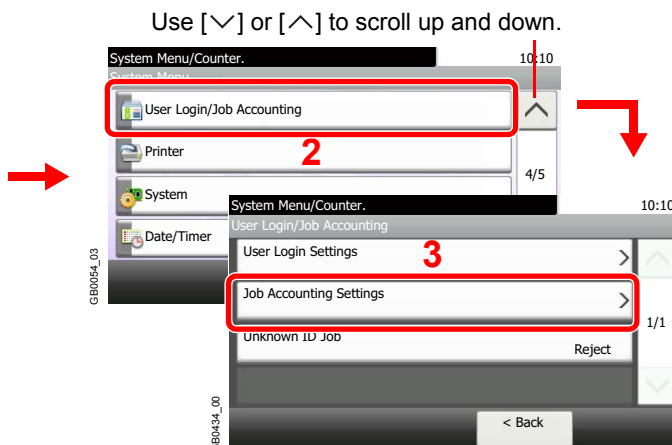 Use [∨] or [∧] to scroll up and down.
System Menu/Counter.
10:10
System Menu
User Login/Job Accounting
Printer
2
4/5
System
Date/Timer
GB0054_03
System Menu/Counter.
10:10
User Login/Job Accounting
User Login Settings
3
Job Accounting Settings
1/1
Unknown ID Job
Reject
GB0434_00
< Back